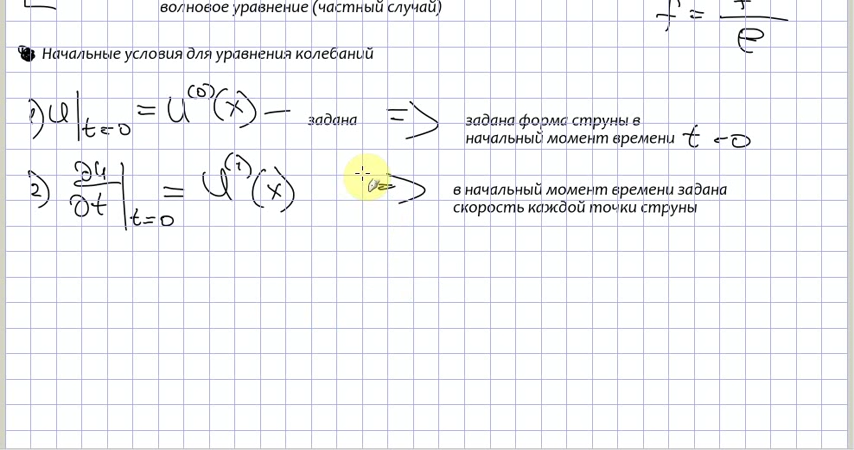 волновое уравнение (частный случай)
f = F / ρ
Начальные условия для уравнения колебаний
1) u|t=0 = u^(0)(x) — задана => задана форма струны в
начальный момент времени t=0
2) ∂u/∂t|t=0 = u^(1)(x) => в начальный момент времени задана
скорость каждой точки струны